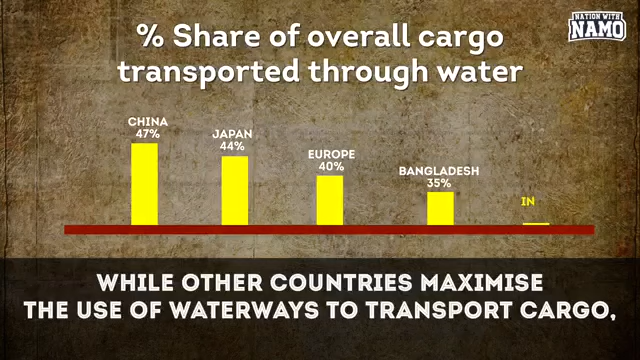 NATION WITH
NAMO
% Share of overall cargo
transported through water
CHINA
47%
JAPAN
44%
EUROPE
40%
BANGLADESH
35%
IN
WHILE OTHER COUNTRIES MAXIMISE
THE USE OF WATERWAYS TO TRANSPORT CARGO,